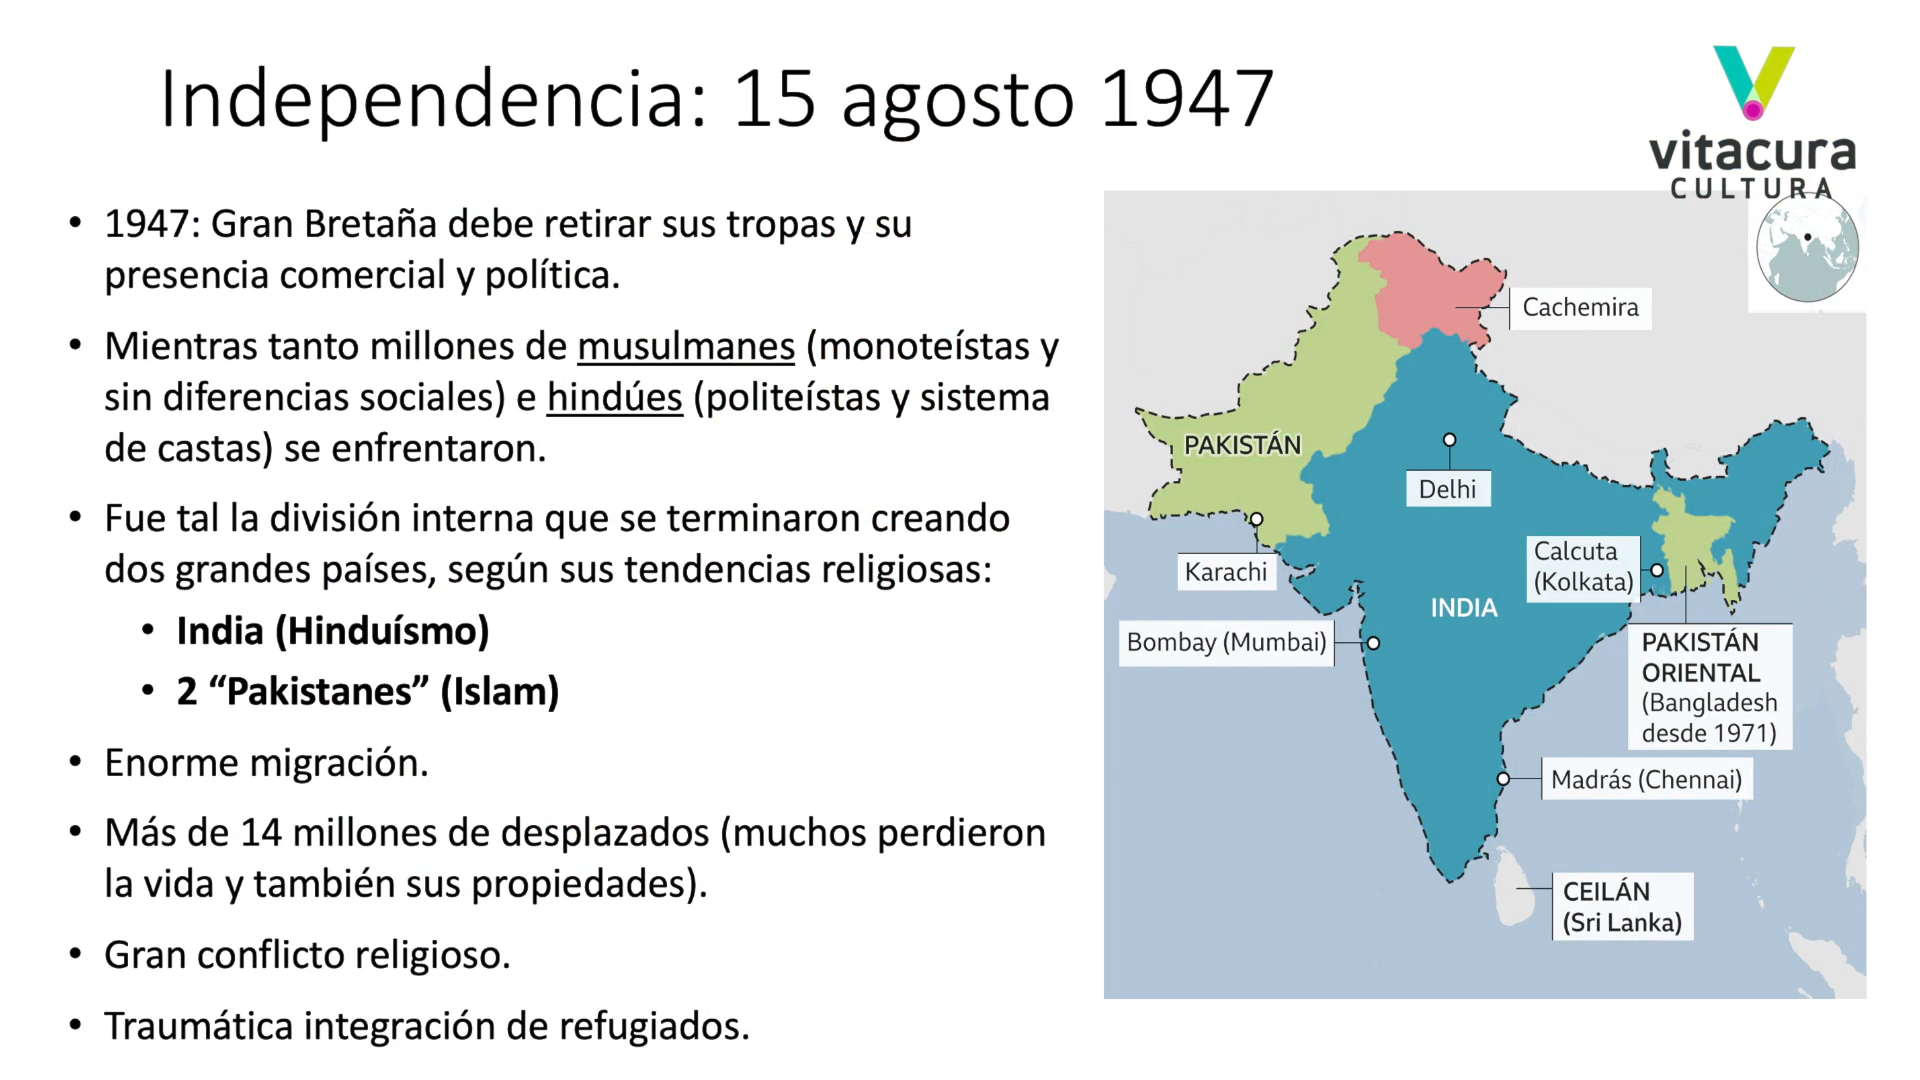 Independencia: 15 agosto 1947
vitacura
CULTURA
• 1947: Gran Bretaña debe retirar sus tropas y su
presencia comercial y política.
• Mientras tanto millones de musulmanes (monoteístas y
sin diferencias sociales) e hindúes (politeístas y sistema
de castas) se enfrentaron.
• Fue tal la división interna que se terminaron creando
dos grandes países, según sus tendencias religiosas:
• India (Hinduísmo)
• 2 “Pakistanes” (Islam)
• Enorme migración.
• Más de 14 millones de desplazados (muchos perdieron
la vida y también sus propiedades).
• Gran conflicto religioso.
• Traumática integración de refugiados.
Cachemira
PAKISTÁN
Delhi
Karachi
Calcuta
(Kolkata)
INDIA
Bombay (Mumbai)
PAKISTÁN
ORIENTAL
(Bangladesh
desde 1971)
Madrás (Chennai)
CEILÁN
(Sri Lanka)